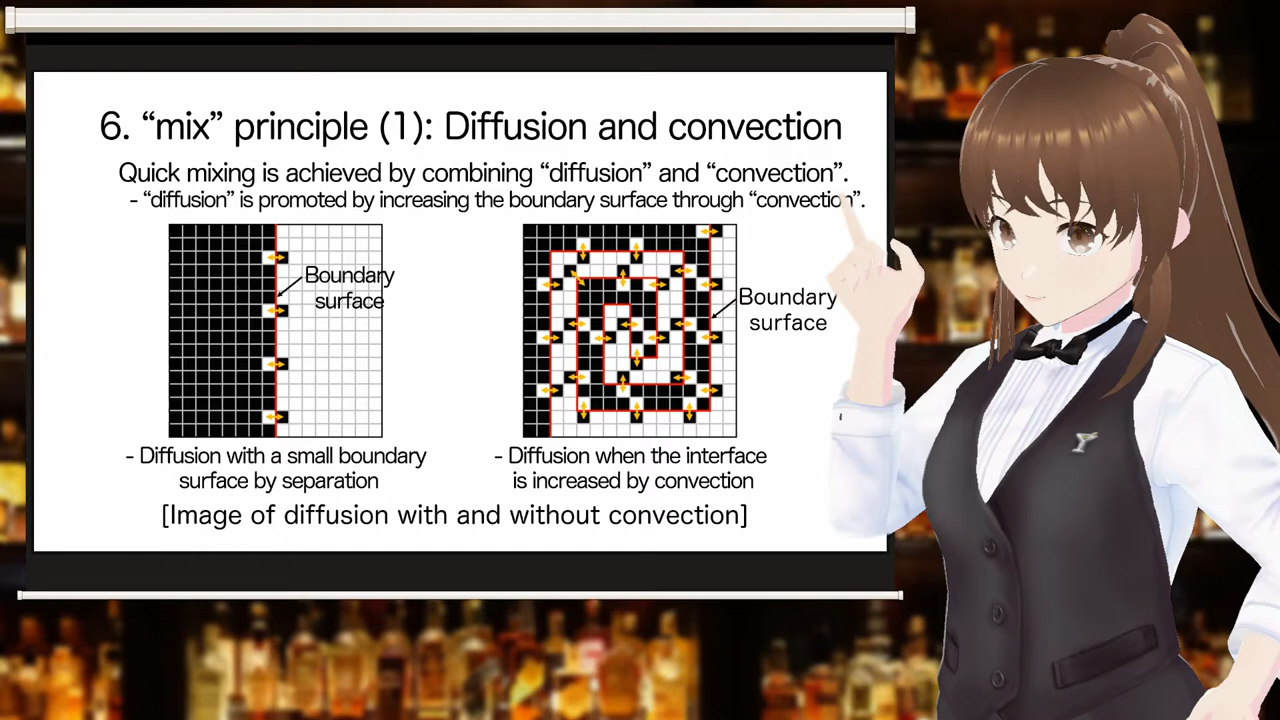 6. “mix” principle (1): Diffusion and convection
Quick mixing is achieved by combining “diffusion” and “convection”.
- “diffusion” is promoted by increasing the boundary surface through “convection”.
Boundary
surface
Boundary
surface
- Diffusion with a small boundary
surface by separation
- Diffusion when the interface
is increased by convection
[Image of diffusion with and without convection]